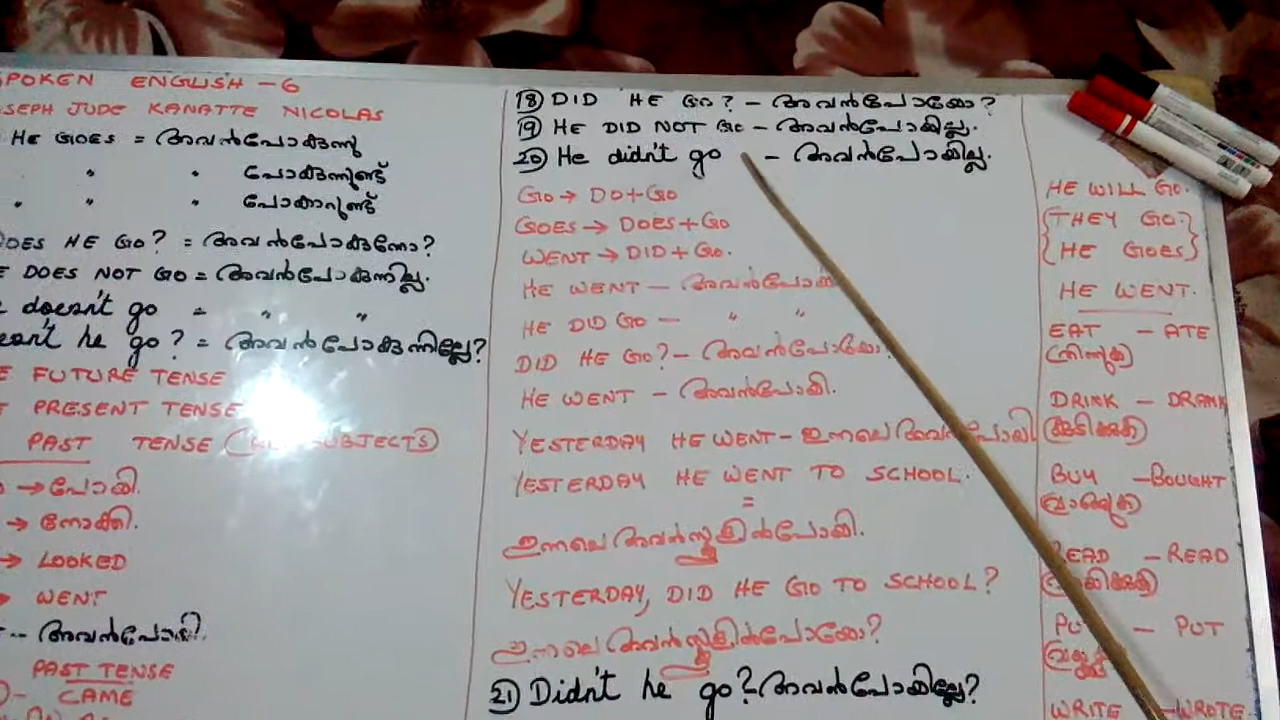 SPOKEN ENGLISH - 6
JUDE KANATTE NICOLAS
HE GOES = അവൻപോകുന്നു
" " പോകുന്നുണ്ട്
" " പോകാറുണ്ട്
DOES HE GO? = അവൻപോകുന്നോ?
DOES NOT GO = അവൻപോകുന്നില്ല.
doesn't go = " "
he go? = അവൻപോകുന്നില്ലേ?
FUTURE TENSE
PRESENT TENSE
PAST TENSE
→ പോയി.
→ നോക്കി.
→ LOOKED
→ WENT
-- അവൻപോയി.
PAST TENSE
- CAME
18 DID HE GO? - അവൻപോയോ?
19 HE DID NOT GO - അവൻപോയില്ല.
20 He didn't go - അവൻപോയില്ല.
GO → DO+GO
GOES → DOES+GO
WENT → DID+GO.
HE WENT -
HE DID GO - " "
DID HE GO? - അവൻപോയോ
HE WENT - അവൻപോയി.
YESTERDAY HE WENT - ഇന്നലെ അവൻപോയി
YESTERDAY HE WENT TO SCHOOL.
=
ഇന്നലെ അവൻസ്കൂളിൽപോയി.
YESTERDAY, DID HE GO TO SCHOOL?
ഇന്നലെ അവൻസ്കൂളിൽപോയോ?
21 Didn't he go? അവൻപോയില്ലേ?
HE WILL GO.
{THEY GO.}
{HE GOES}
HE WENT.
EAT - ATE
(തിന്നുക)
DRINK - DRANK
(കുടിക്കുക)
BUY - BOUGHT
(വാങ്ങുക)
READ - READ
PUT - PUT
WRITE - WROTE